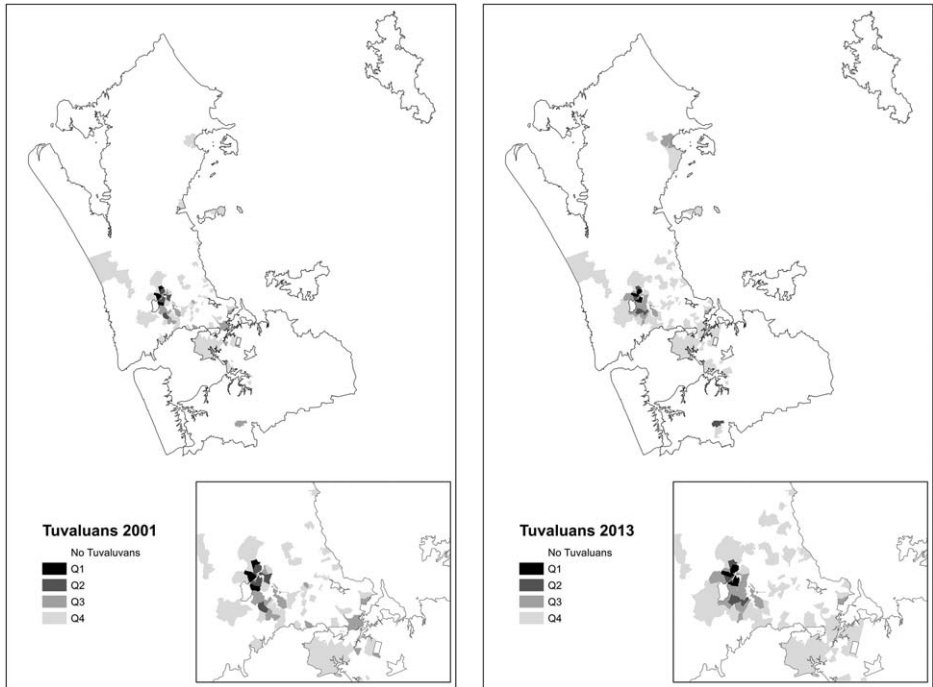 Tuvaluans 2001
No Tuvaluvans
Q1
Q2
Q3
Q4
Tuvaluans 2013
No Tuvaluans
Q1
Q2
Q3
Q4